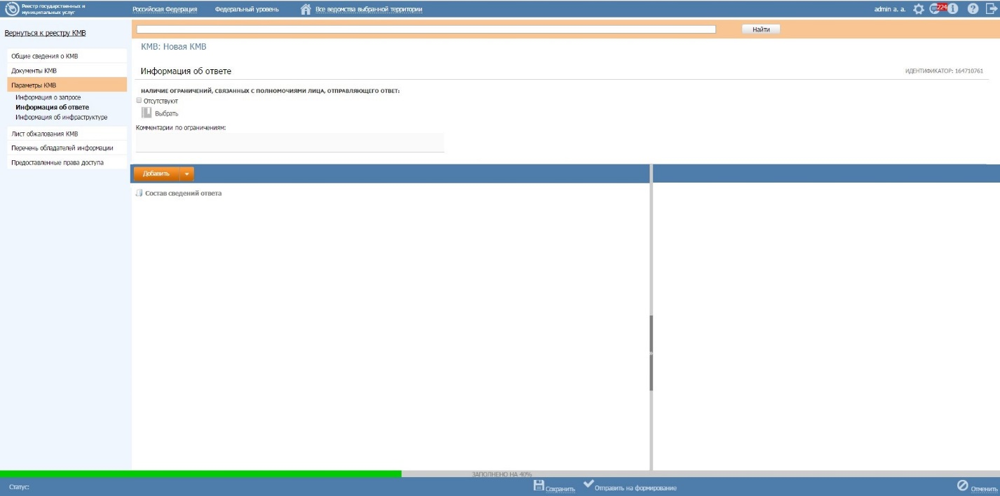 Реестр государственных и
муниципальных услуг
Российская Федерация
Федеральный уровень
Все ведомства выбранной территории
admin a. a.
224
Вернуться к реестру КМВ
Найти
КМВ: Новая КМВ
Общие сведения о КМВ
Документы КМВ
Параметры КМВ
Информация о запросе
Информация об ответе
Информация об инфраструктуре
Лист обжалования КМВ
Перечень обладателей информации
Предоставленные права доступа
Информация об ответе
ИДЕНТИФИКАТОР: 164710761
НАЛИЧИЕ ОГРАНИЧЕНИЙ, СВЯЗАННЫХ С ПОЛНОМОЧИЯМИ ЛИЦА, ОТПРАВЛЯЮЩЕГО ОТВЕТ:
Отсутствуют
Выбрать
Комментарии по ограничениям:
Добавить
Состав сведений ответа
ЗАПОЛНЕНО НА 40%
Статус:
Сохранить
Отправить на формирование
Отменить